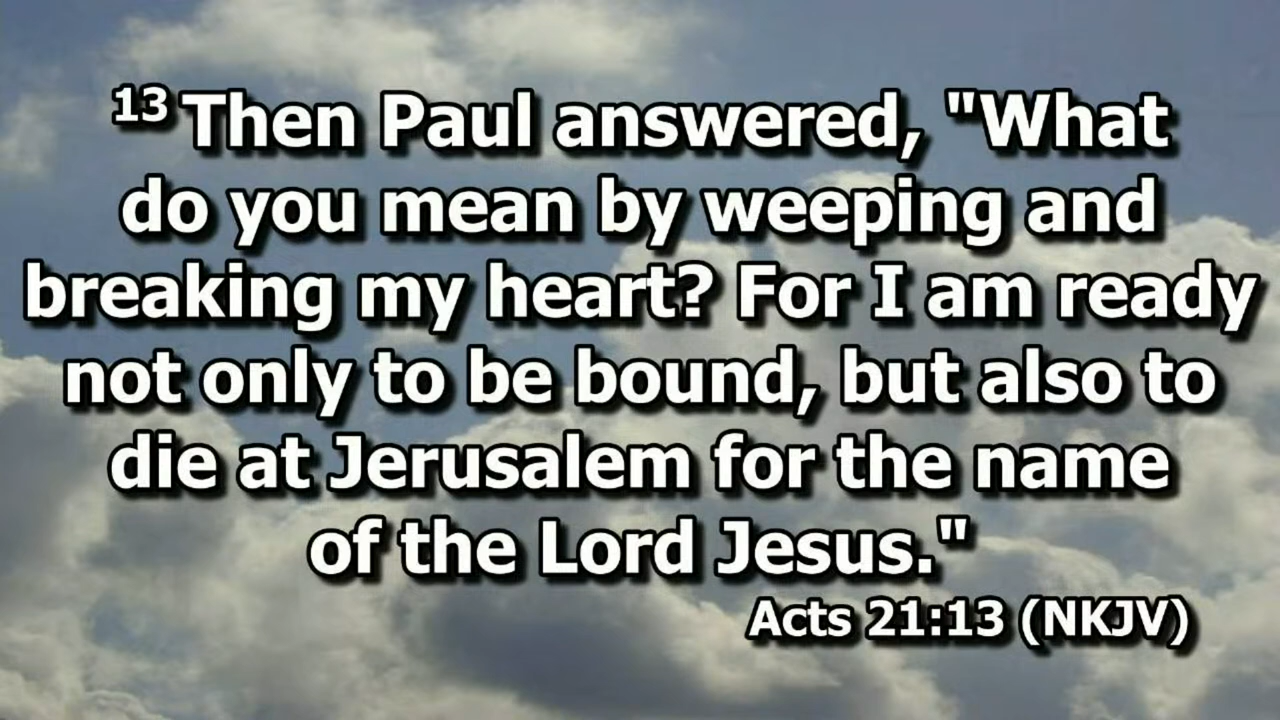 13 Then Paul answered, "What
do you mean by weeping and
breaking my heart? For I am ready
not only to be bound, but also to
die at Jerusalem for the name
of the Lord Jesus."
Acts 21:13 (NKJV)